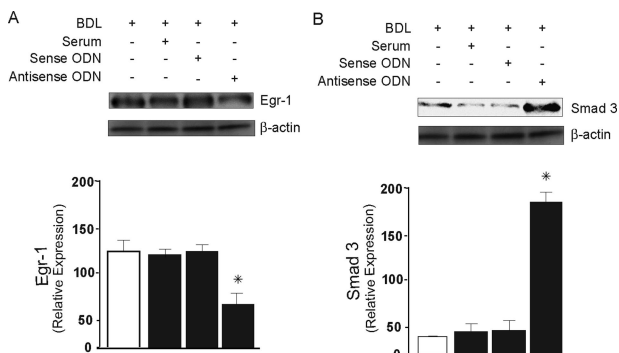 A
BDL + + + +
Serum - + - -
Sense ODN - - + -
Antisense ODN - - - +
Egr-1
β-actin
200
150
100
50
0
Egr-1
(Relative Expression)
*
B
BDL + + + +
Serum - + - -
Sense ODN - - + -
Antisense ODN - - - +
Smad 3
β-actin
200
150
100
50
0
Smad 3
(Relative Expression)
*